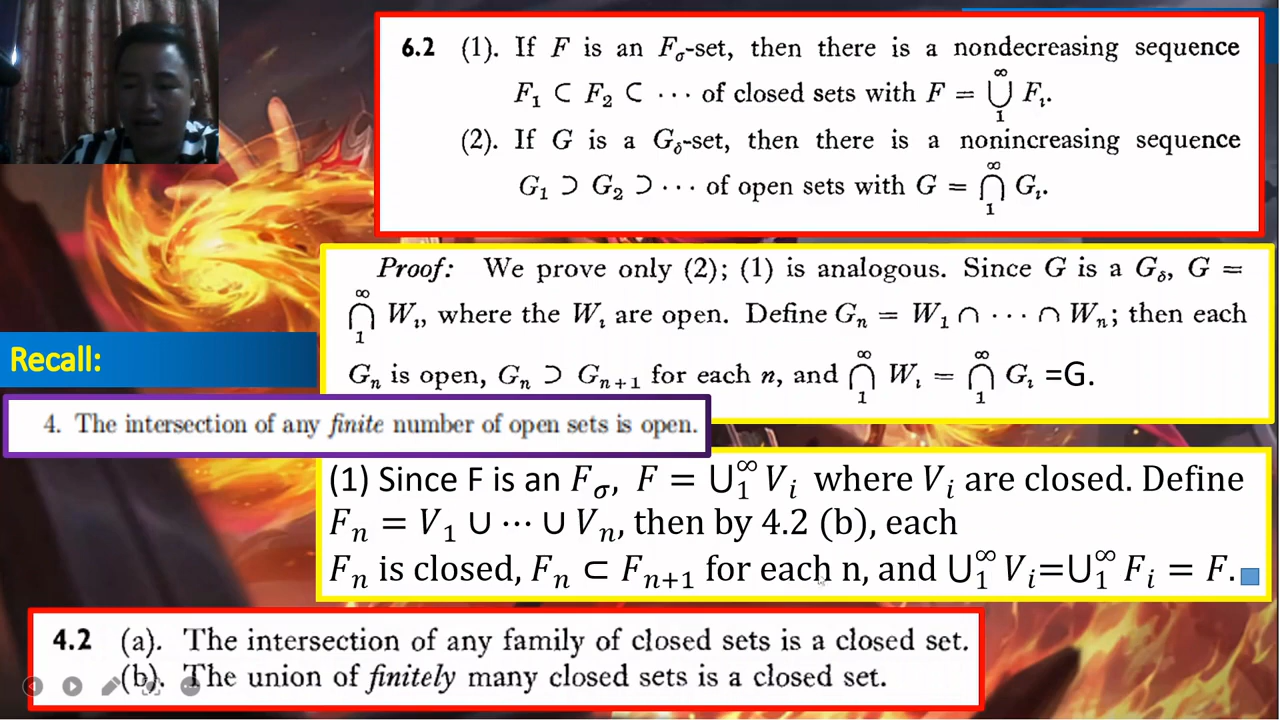 6.2 (1). If F is an Fσ-set, then there is a nondecreasing sequence
F₁ ⊂ F₂ ⊂ ··· of closed sets with F = ⋃₁^∞ Fᵢ.
(2). If G is a Gδ-set, then there is a nonincreasing sequence
G₁ ⊃ G₂ ⊃ ··· of open sets with G = ⋂₁^∞ Gᵢ.
Proof: We prove only (2); (1) is analogous. Since G is a Gδ, G =
⋂₁^∞ Wᵢ, where the Wᵢ are open. Define Gₙ = W₁ ∩ ··· ∩ Wₙ; then each
Gₙ is open, Gₙ ⊃ Gₙ₊₁ for each n, and ⋂₁^∞ Wᵢ = ⋂₁^∞ Gᵢ =G.
Recall:
4. The intersection of any finite number of open sets is open.
(1) Since F is an Fσ, F = ⋃₁^∞ Vᵢ where Vᵢ are closed. Define
Fₙ = V₁ ∪ ··· ∪ Vₙ, then by 4.2 (b), each
Fₙ is closed, Fₙ ⊂ Fₙ₊₁ for each n, and ⋃₁^∞ Vᵢ=⋃₁^∞ Fᵢ = F.
4.2 (a). The intersection of any family of closed sets is a closed set.
(b). The union of finitely many closed sets is a closed set.